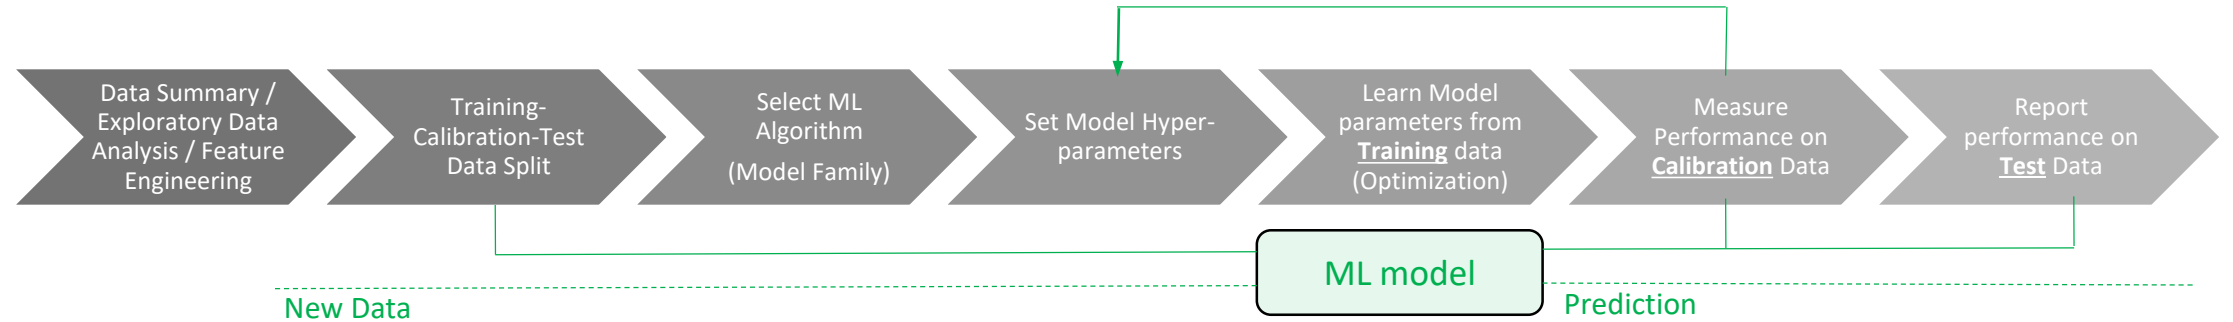 Data Summary /
Exploratory Data
Analysis / Feature
Engineering
Training-
Calibration-Test
Data Split
Select ML
Algorithm
(Model Family)
Set Model Hyper-
parameters
Learn Model
parameters from
Training data
(Optimization)
Measure
Performance on
Calibration Data
Report
performance on
Test Data
ML model
New Data
Prediction